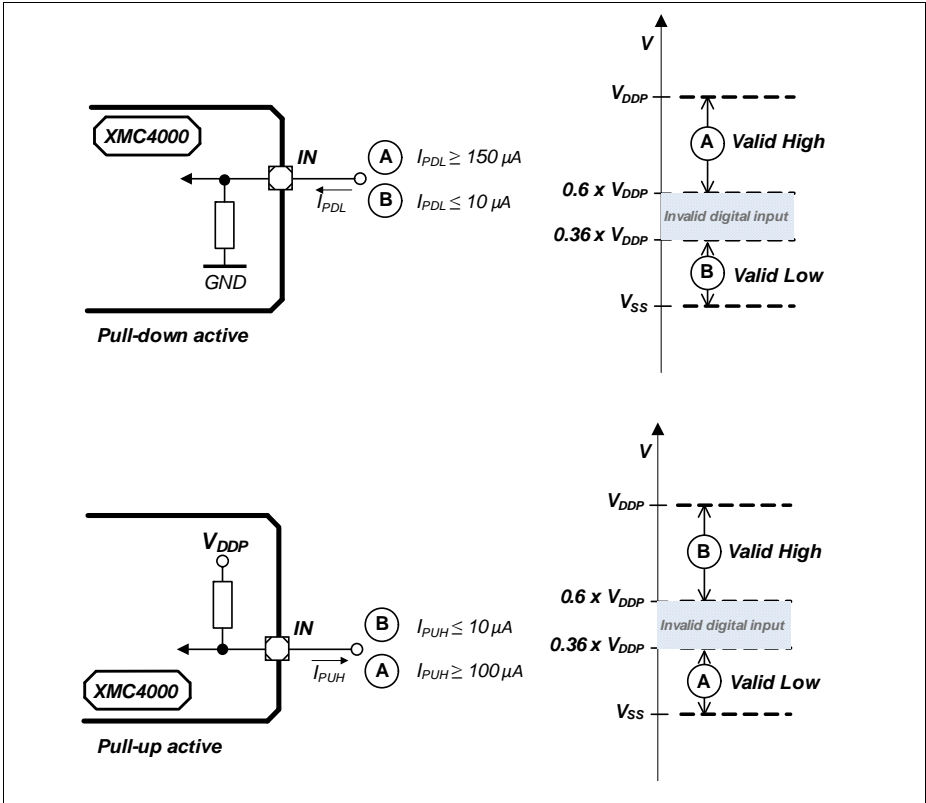 XMC4000
IN
A I_PDL ≥ 150 µA
B I_PDL ≤ 10 µA
I_PDL
GND
Pull-down active
V
V_DDP
A Valid High
0.6 x V_DDP
Invalid digital input
0.36 x V_DDP
B Valid Low
V_SS
V_DDP
IN
B I_PUH ≤ 10 µA
A I_PUH ≥ 100 µA
I_PUH
XMC4000
Pull-up active
V
V_DDP
B Valid High
0.6 x V_DDP
Invalid digital input
0.36 x V_DDP
A Valid Low
V_SS